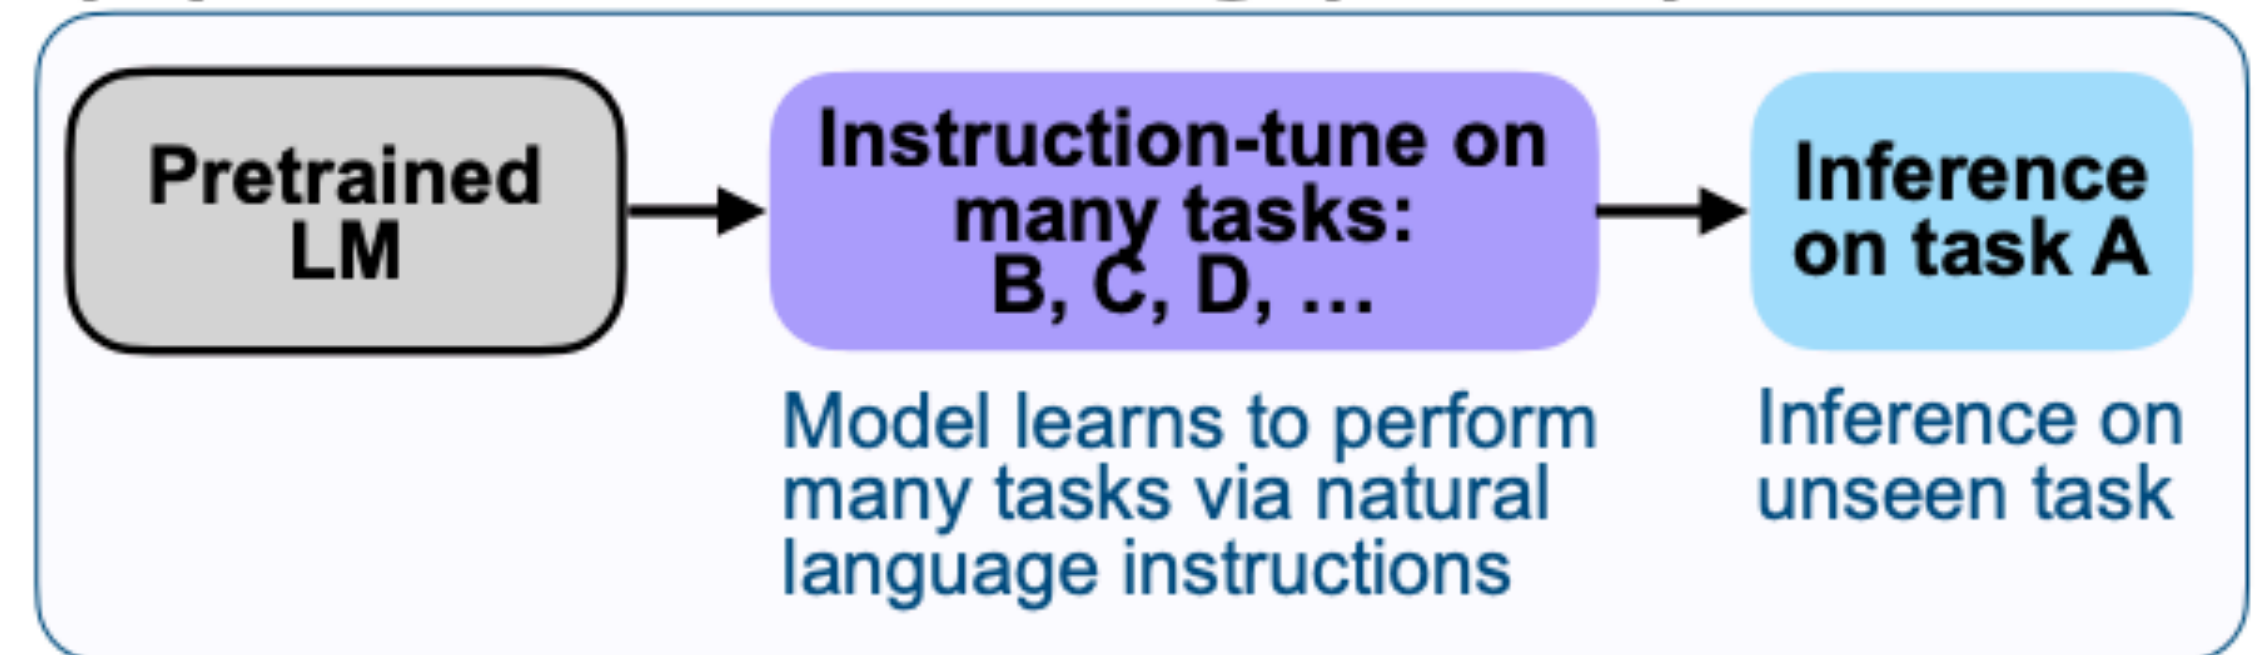 Pretrained
LM
Instruction-tune on
many tasks:
B, C, D, …
Inference
on task A
Model learns to perform
many tasks via natural
language instructions
Inference on
unseen task